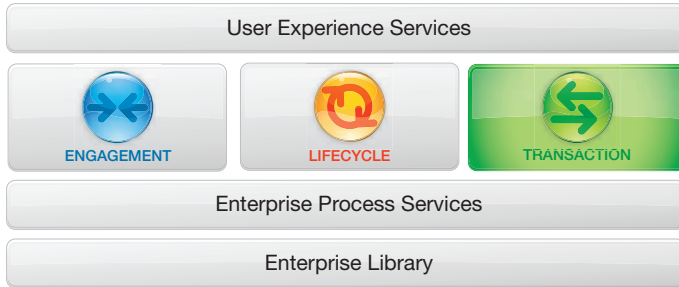 User Experience Services
ENGAGEMENT
LIFECYCLE
TRANSACTION
Enterprise Process Services
Enterprise Library